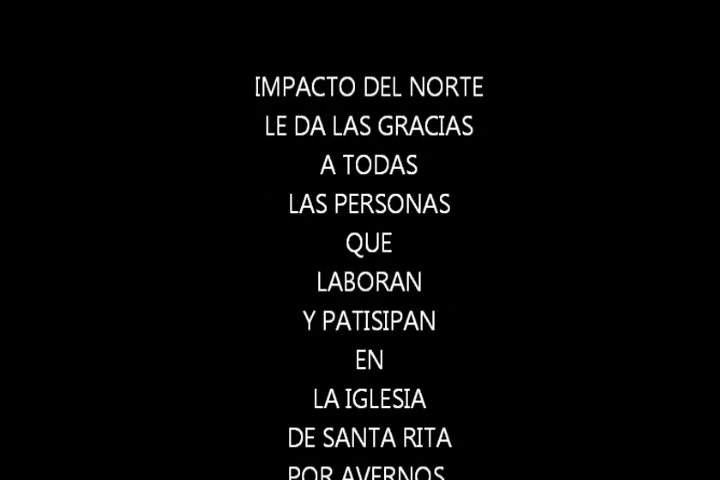 IMPACTO DEL NORTE
LE DA LAS GRACIAS
A TODAS
LAS PERSONAS
QUE
LABORAN
Y PATISIPAN
EN
LA IGLESIA
DE SANTA RITA
POR AVERNOS